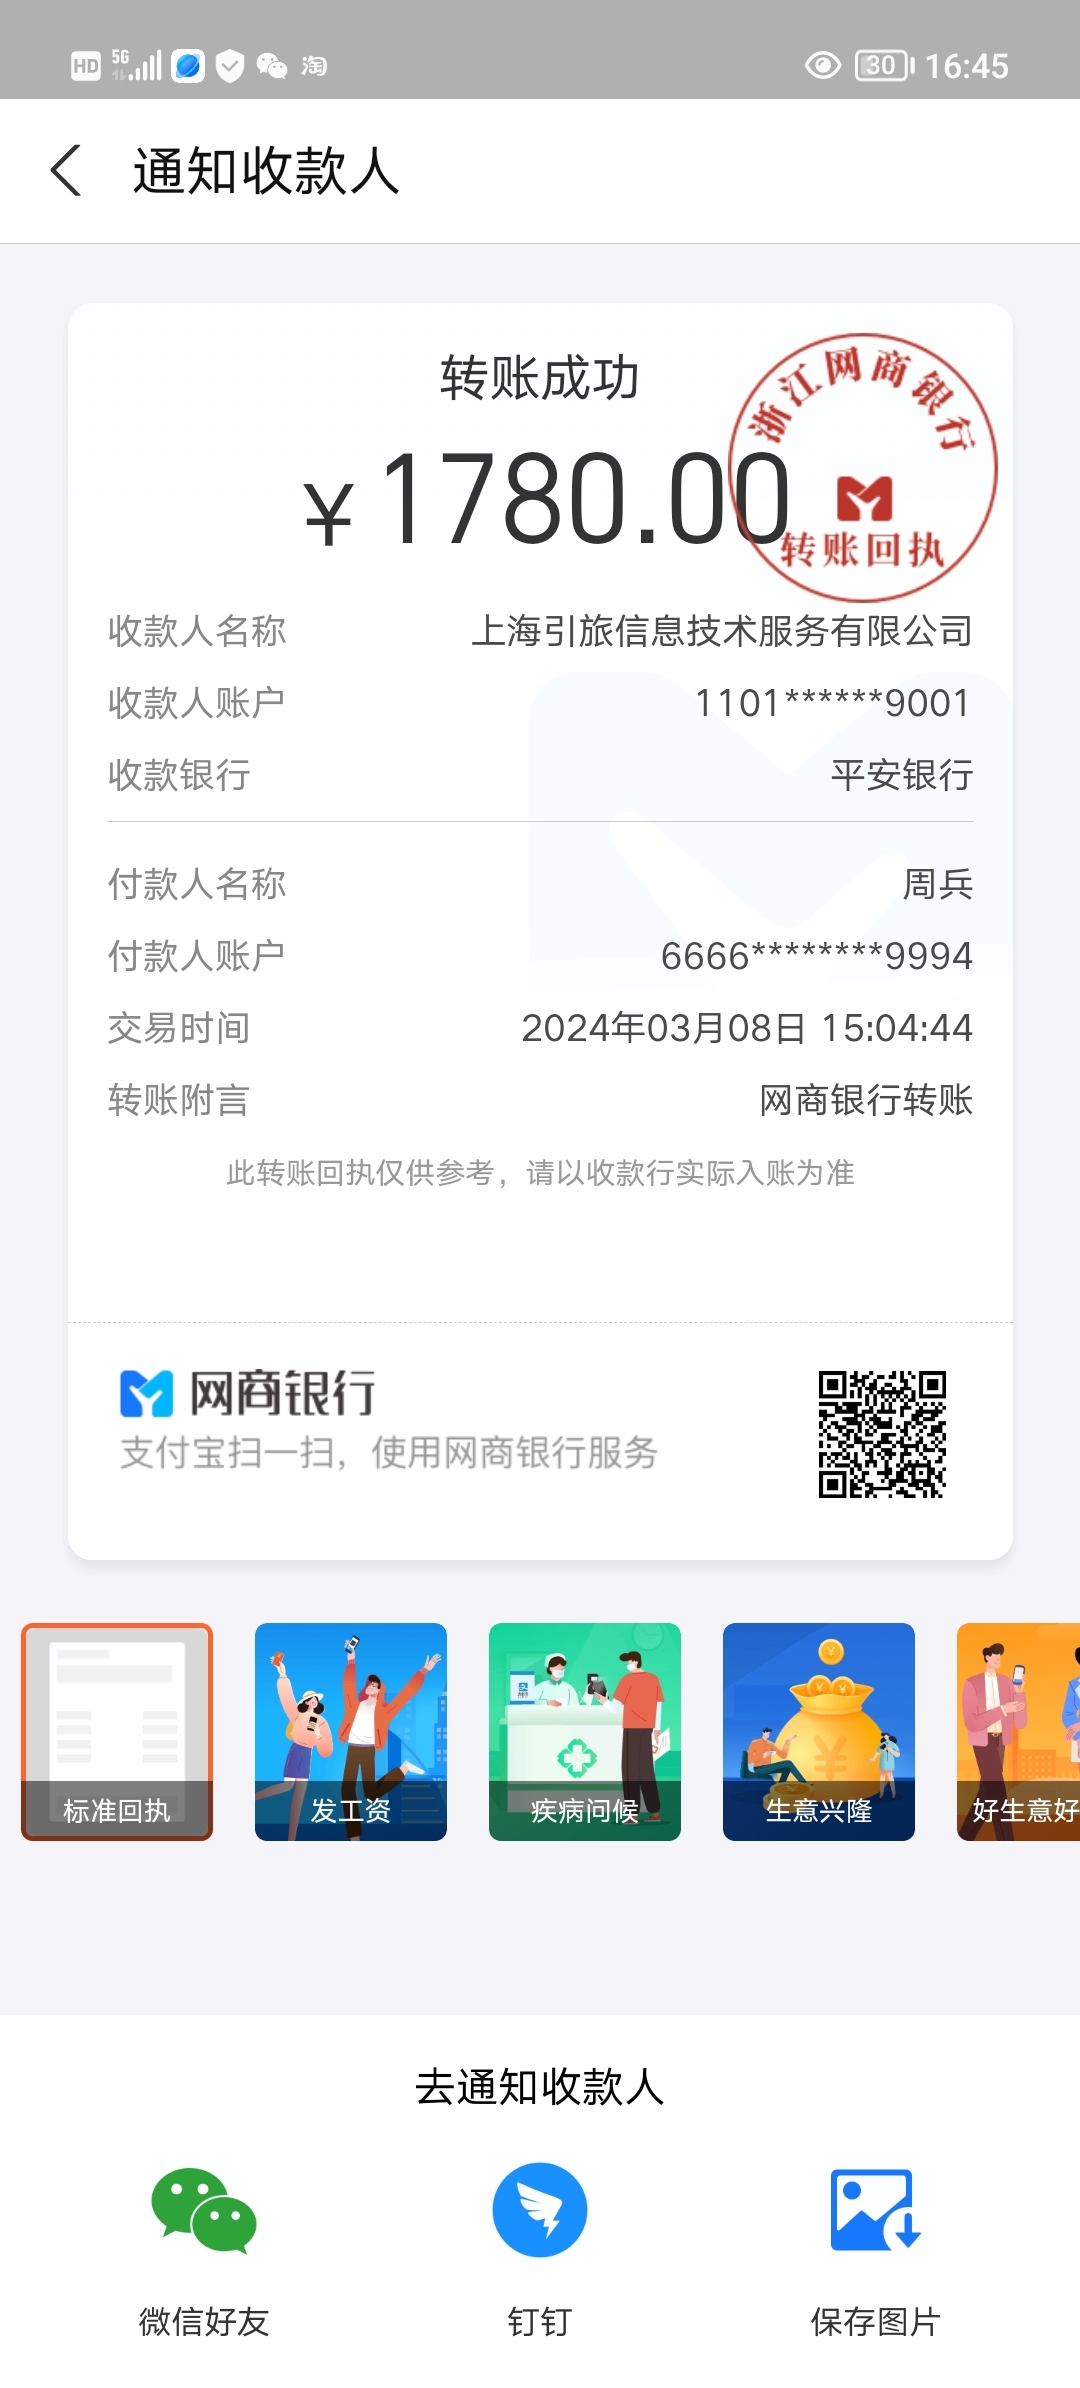 HD 5G 淘 30 16:45
通知收款人
转账成功
¥1780.00
浙江网商银行
转账回执
收款人名称 上海引旅信息技术服务有限公司
收款人账户 1101******9001
收款银行 平安银行
付款人名称 周兵
付款人账户 6666********9994
交易时间 2024年03月08日 15:04:44
转账附言 网商银行转账
此转账回执仅供参考，请以收款行实际入账为准
网商银行
支付宝扫一扫，使用网商银行服务
标准回执 发工资 疾病问候 生意兴隆 好生意好
去通知收款人
微信好友 钉钉 保存图片